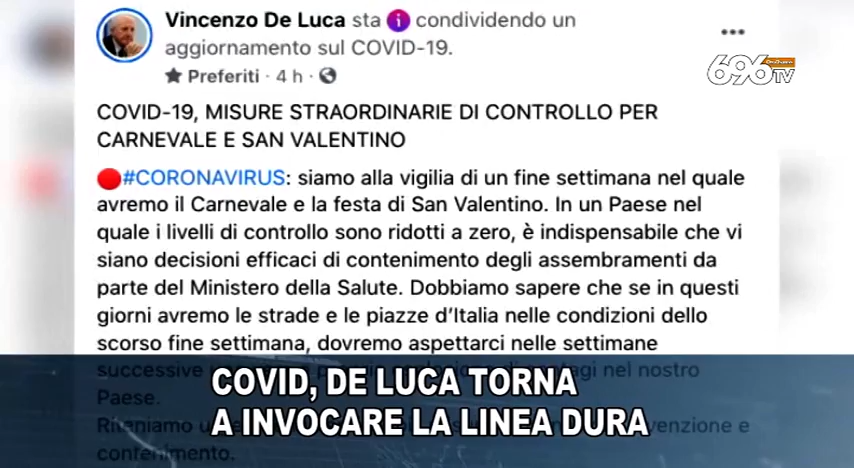 Vincenzo De Luca sta condividendo un
aggiornamento sul COVID-19.
Preferiti · 4 h ·
696 TV
COVID-19, MISURE STRAORDINARIE DI CONTROLLO PER
CARNEVALE E SAN VALENTINO
#CORONAVIRUS: siamo alla vigilia di un fine settimana nel quale
avremo il Carnevale e la festa di San Valentino. In un Paese nel
quale i livelli di controllo sono ridotti a zero, è indispensabile che vi
siano decisioni efficaci di contenimento degli assembramenti da
parte del Ministero della Salute. Dobbiamo sapere che se in questi
giorni avremo le strade e le piazze d'Italia nelle condizioni dello
scorso fine settimana, dovremo aspettarci nelle settimane
successive nel nostro
Paese.
Riteniamo
contenimento.
COVID, DE LUCA TORNA
A INVOCARE LA LINEA DURA